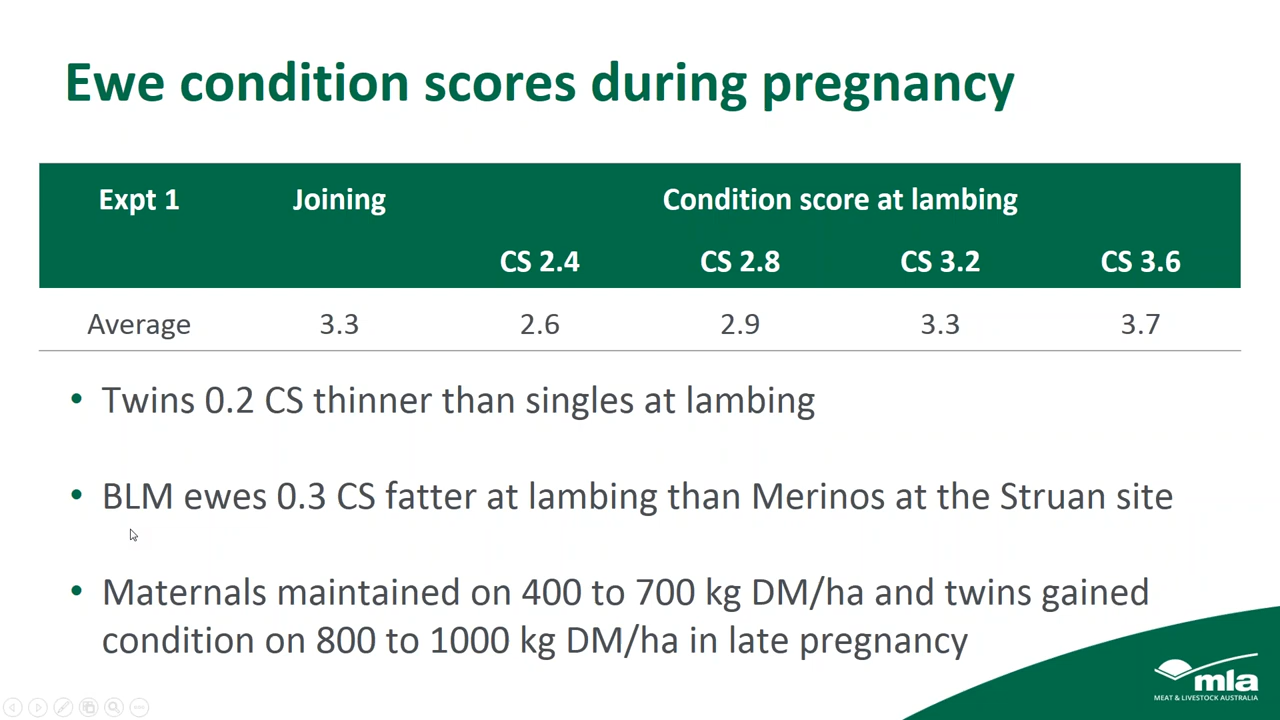 Ewe condition scores during pregnancy
Expt 1 Joining Condition score at lambing
CS 2.4 CS 2.8 CS 3.2 CS 3.6
Average 3.3 2.6 2.9 3.3 3.7
• Twins 0.2 CS thinner than singles at lambing
• BLM ewes 0.3 CS fatter at lambing than Merinos at the Struan site
• Maternals maintained on 400 to 700 kg DM/ha and twins gained
condition on 800 to 1000 kg DM/ha in late pregnancy
mla
MEAT & LIVESTOCK AUSTRALIA